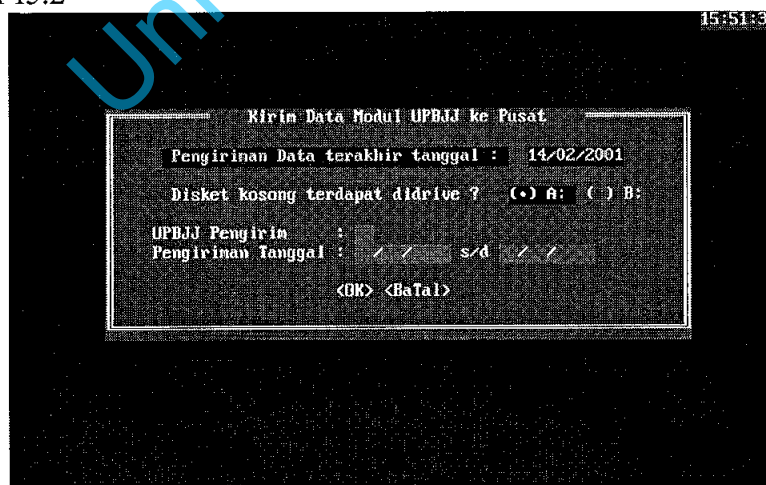 15:51:3
Kirim Data Modul UPBJJ ke Pusat
Pengiriman Data terakhir tanggal : 14/02/2001
Disket kosong terdapat didrive ? (•) A: ( ) B:
UPBJJ Pengirim :
Pengiriman Tanggal : / / s/d / /
<OK> <BaTal>